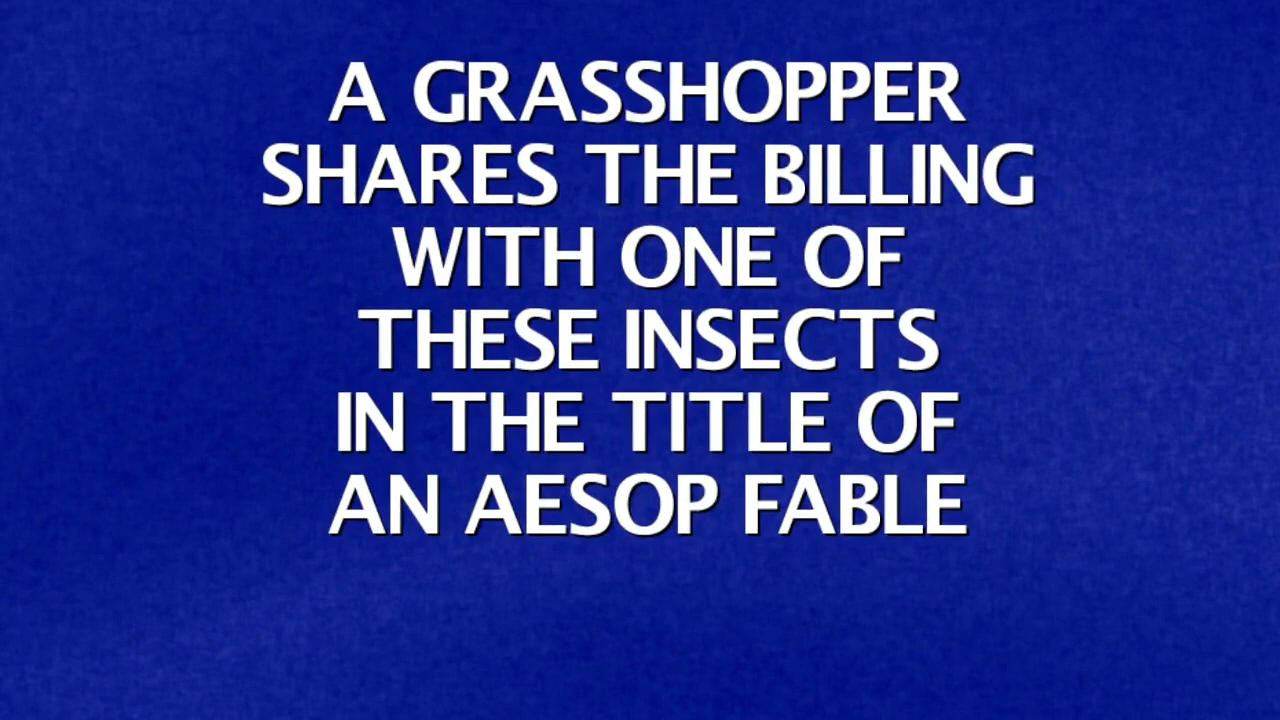 A GRASSHOPPER
SHARES THE BILLING
WITH ONE OF
THESE INSECTS
IN THE TITLE OF
AN AESOP FABLE